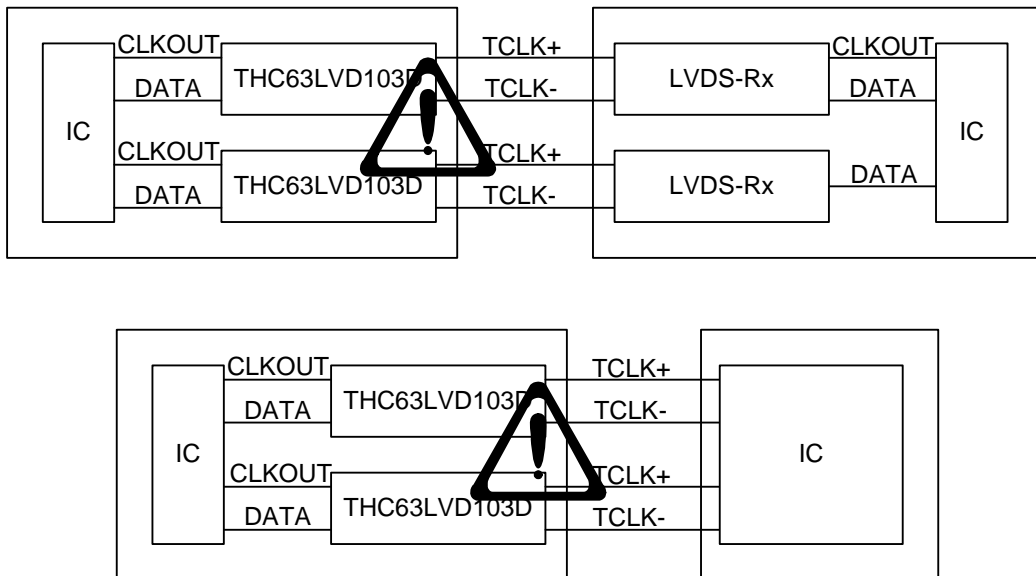 CLKOUT THC63LVD103D TCLK+ LVDS-Rx CLKOUT
DATA TCLK- DATA
IC IC
CLKOUT THC63LVD103D TCLK+ LVDS-Rx DATA
DATA TCLK-
CLKOUT THC63LVD103D TCLK+
DATA TCLK-
IC IC
CLKOUT THC63LVD103D TCLK+
DATA TCLK-